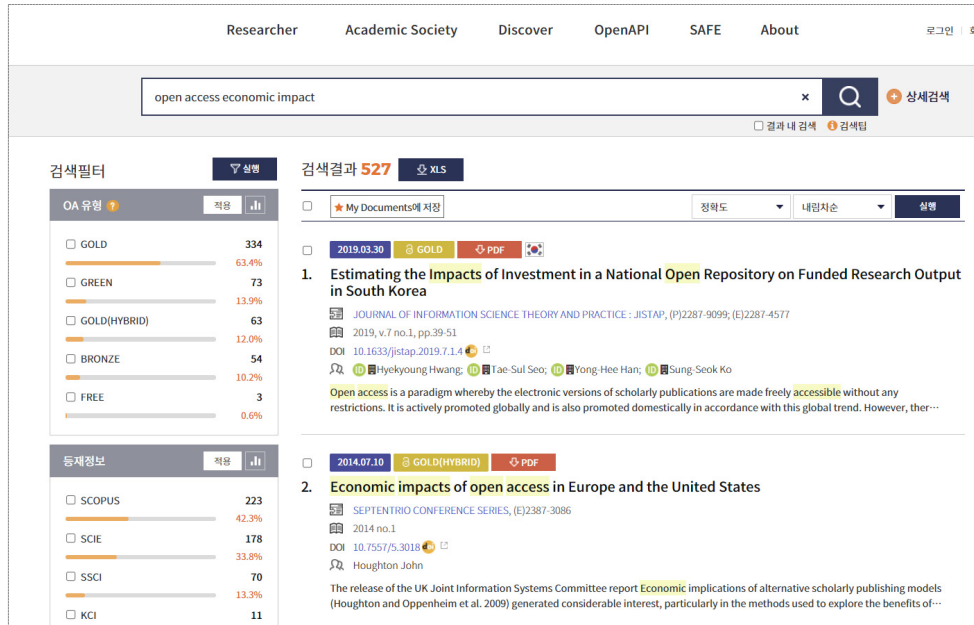 Researcher Academic Society Discover OpenAPI SAFE About 로그인
open access economic impact × 상세검색
결과 내 검색 검색팁
검색필터 실행
OA 유형 ? 적용
GOLD 334
63.4%
GREEN 73
13.9%
GOLD(HYBRID) 63
12.0%
BRONZE 54
10.2%
FREE 3
0.6%
등재정보 적용
SCOPUS 223
42.3%
SCIE 178
33.8%
SSCI 70
13.3%
KCI 11
검색결과 527 XLS
★ My Documents에 저장 정확도 내림차순 실행
2019.03.30 GOLD PDF
1. Estimating the Impacts of Investment in a National Open Repository on Funded Research Output
in South Korea
JOURNAL OF INFORMATION SCIENCE THEORY AND PRACTICE : JISTAP, (P)2287-9099; (E)2287-4577
2019, v.7 no.1, pp.39-51
DOI 10.1633/jistap.2019.7.1.4
iD Hyekyoung Hwang; iD Tae-Sul Seo; iD Yong-Hee Han; iD Sung-Seok Ko
Open access is a paradigm whereby the electronic versions of scholarly publications are made freely accessible without any
restrictions. It is actively promoted globally and is also promoted domestically in accordance with this global trend. However, ther···
2014.07.10 GOLD(HYBRID) PDF
2. Economic impacts of open access in Europe and the United States
SEPTENTRIO CONFERENCE SERIES, (E)2387-3086
2014 no.1
DOI 10.7557/5.3018
Houghton John
The release of the UK Joint Information Systems Committee report Economic implications of alternative scholarly publishing models
(Houghton and Oppenheim et al. 2009) generated considerable interest, particularly in the methods used to explore the benefits of···